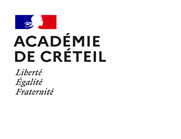 ACADÉMIE
DE CRÉTEIL
Liberté
Égalité
Fraternité